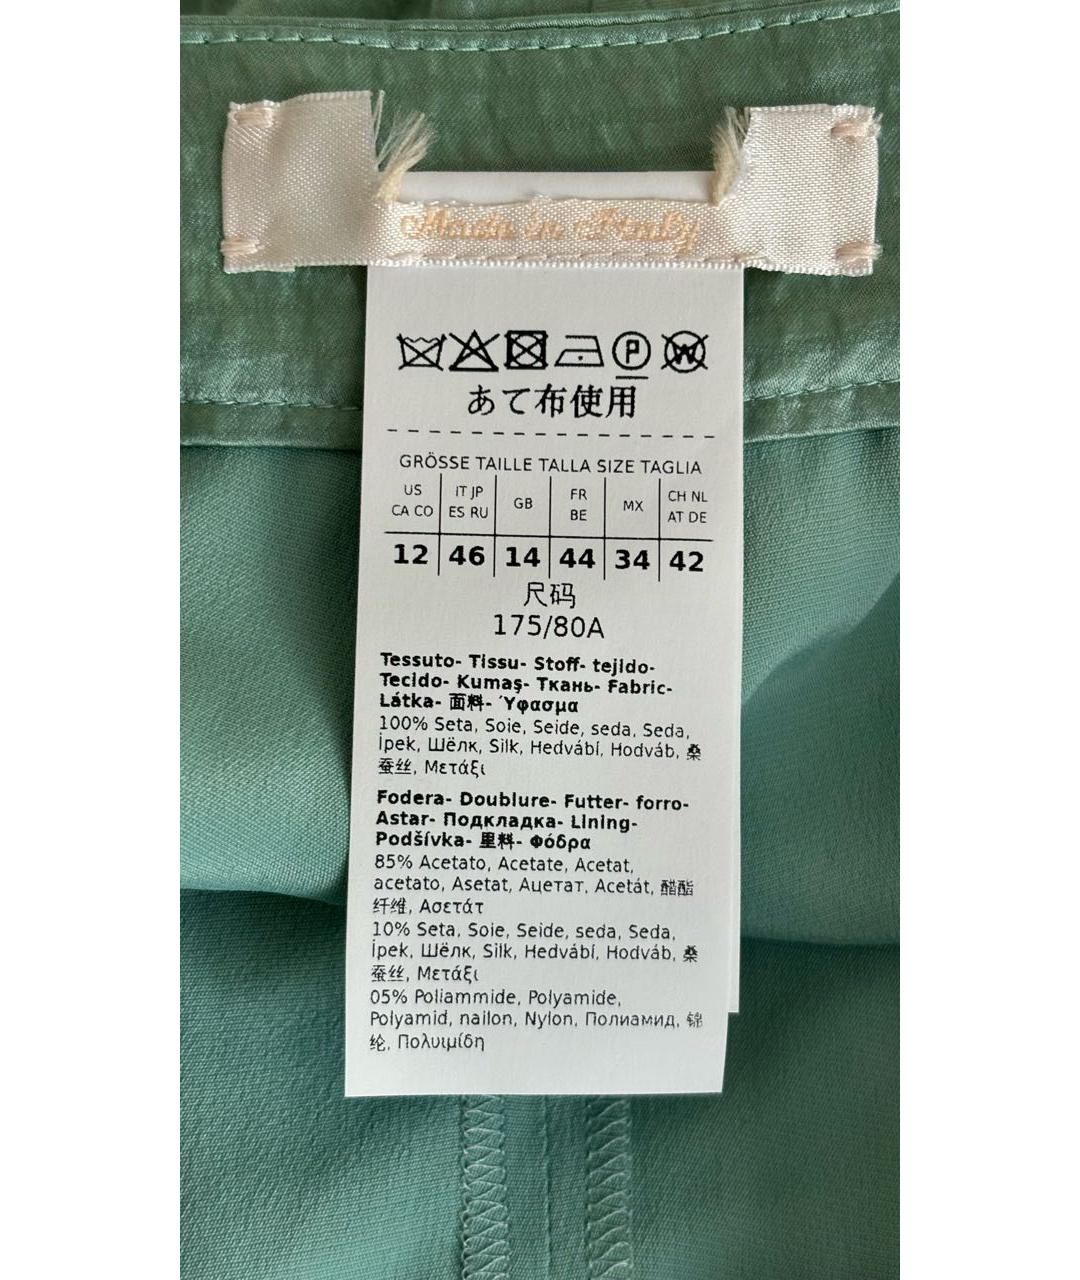 Made in Italy
P
W
あて布使用
GRÖSSE TAILLE TALLA SIZE TAGLIA
US CA CO
IT JP ES RU
GB
FR BE
MX
CH NL AT DE
12 46 14 44 34 42
尺码
175/80A
Tessuto- Tissu- Stoff- tejido-
Tecido- Kumaş- Ткань- Fabric-
Látka- 面料- Ύφασμα
100% Seta, Soie, Seide, seda, Seda,
İpek, Шёлк, Silk, Hedvábí, Hodváb, 桑
蚕丝, Μετάξι
Fodera- Doublure- Futter- forro-
Astar- Подкладка- Lining-
Podšívka- 里料- Φόδρα
85% Acetato, Acetate, Acetat,
acetato, Asetat, Ацетат, Acetát, 醋酯
纤维, Ασετάτ
10% Seta, Soie, Seide, seda, Seda,
İpek, Шёлк, Silk, Hedvábí, Hodváb, 桑
蚕丝, Μετάξι
05% Poliammide, Polyamide,
Polyamid, nailon, Nylon, Полиамид, 锦
纶, Πολυιμίδη